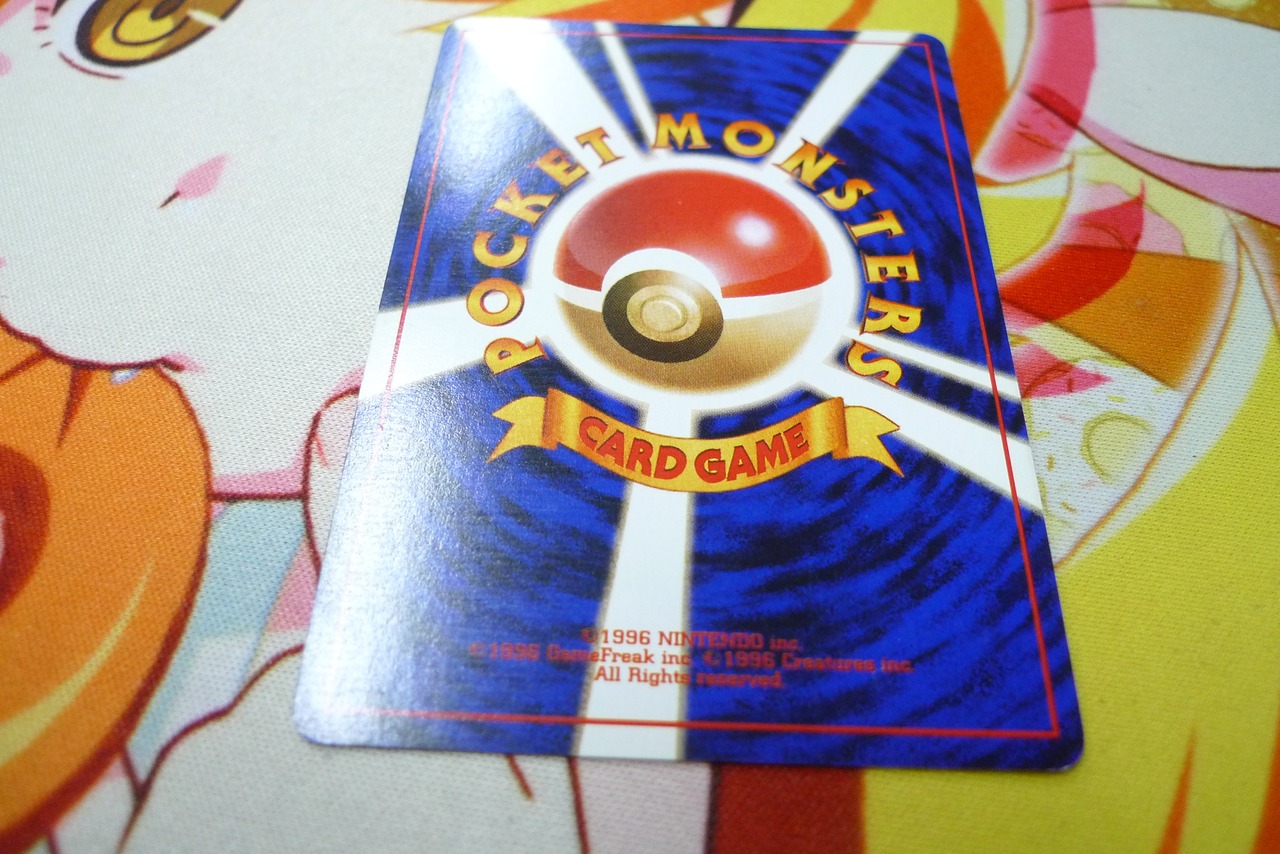 POCKET MONSTERS
CARD GAME
©1996 NINTENDO inc.
©1996 GameFreak inc. ©1996 Creatures inc.
All Rights reserved.